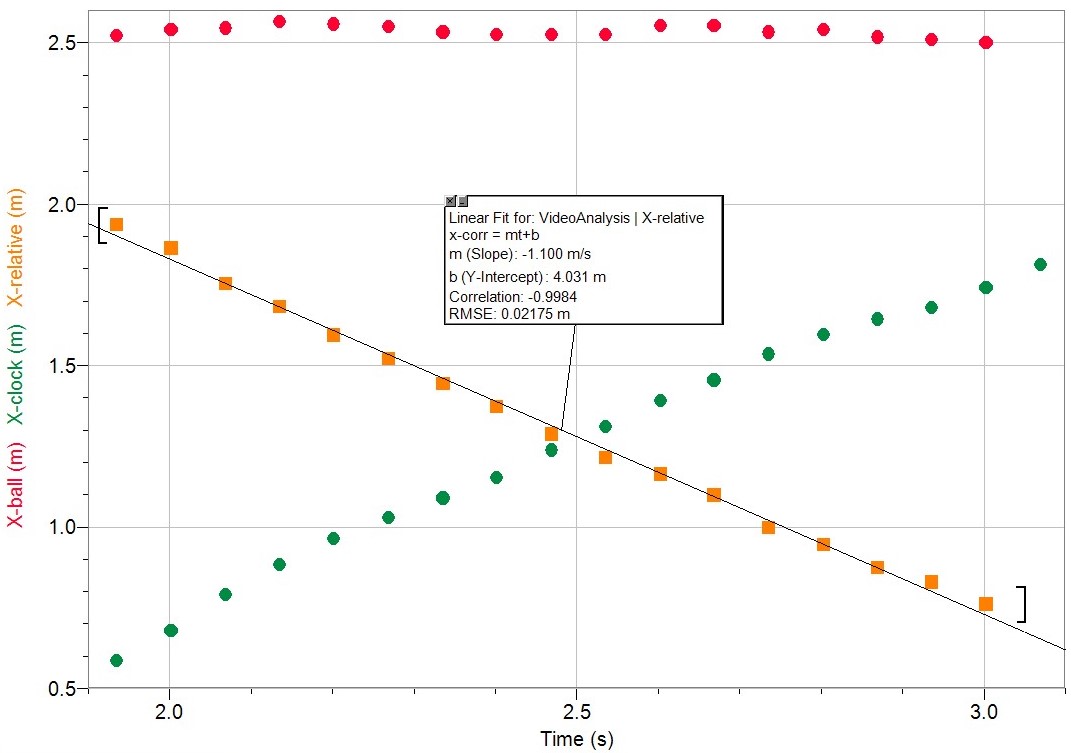 2.5
2.0
1.5
1.0
0.5
X-ball (m) X-clock (m) X-relative (m)
Linear Fit for: VideoAnalysis | X-relative
x-corr = mt+b
m (Slope): -1.100 m/s
b (Y-Intercept): 4.031 m
Correlation: -0.9984
RMSE: 0.02175 m
2.0 2.5 3.0
Time (s)